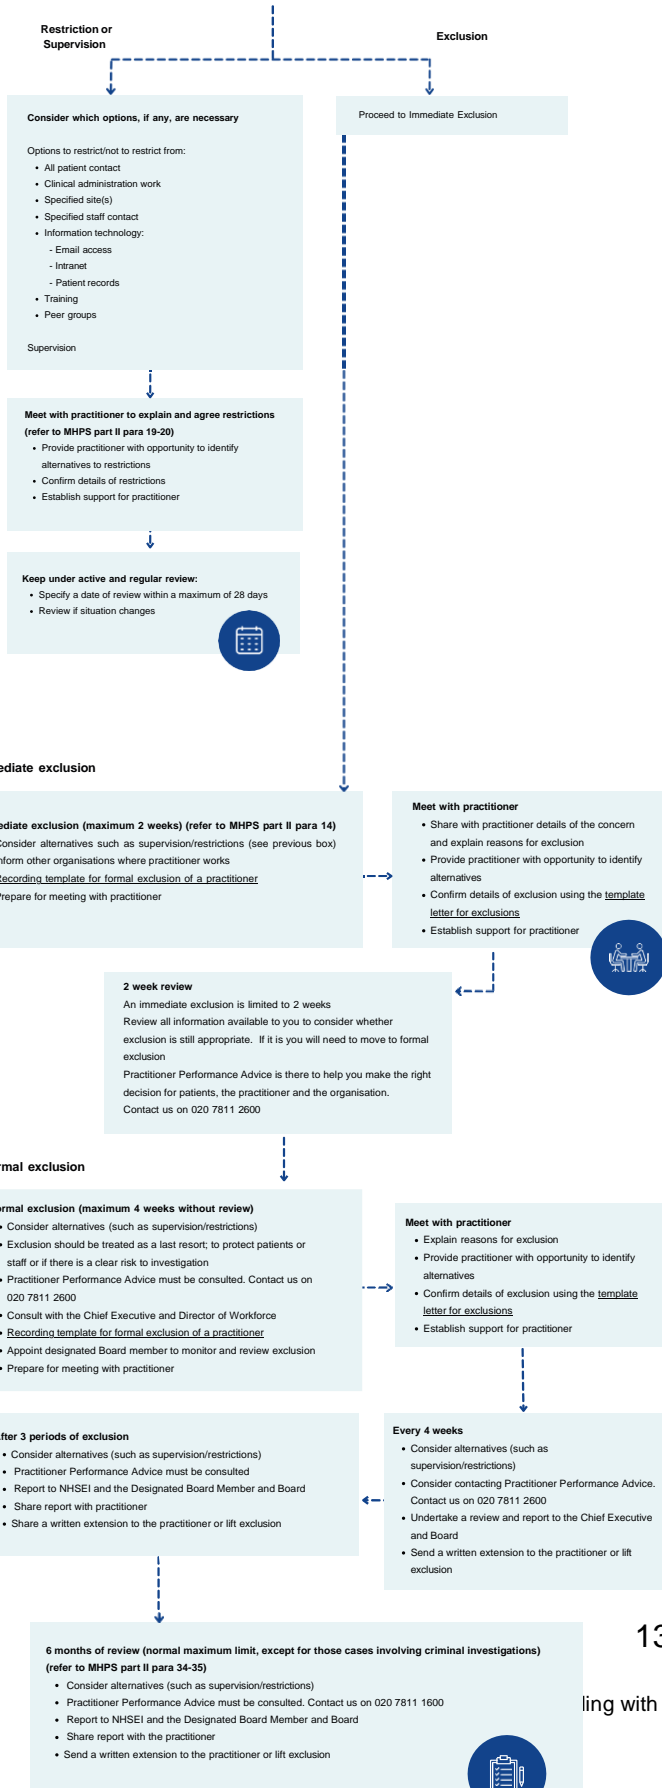 Restriction or
Supervision
Exclusion
Consider which options, if any, are necessary
Options to restrict/not to restrict from:
• All patient contact
• Clinical administration work
• Specified site(s)
• Specified staff contact
• Information technology:
- Email access
- Intranet
- Patient records
• Training
• Peer groups
Supervision
Proceed to Immediate Exclusion
Meet with practitioner to explain and agree restrictions
(refer to MHPS part II para 19-20)
• Provide practitioner with opportunity to identify
alternatives to restrictions
• Confirm details of restrictions
• Establish support for practitioner
Keep under active and regular review:
• Specify a date of review within a maximum of 28 days
• Review if situation changes
ediate exclusion
ediate exclusion (maximum 2 weeks) (refer to MHPS part II para 14)
Consider alternatives such as supervision/restrictions (see previous box)
nform other organisations where practitioner works
Recording template for formal exclusion of a practitioner
Prepare for meeting with practitioner
Meet with practitioner
• Share with practitioner details of the concern
and explain reasons for exclusion
• Provide practitioner with opportunity to identify
alternatives
• Confirm details of exclusion using the template
letter for exclusions
• Establish support for practitioner
2 week review
An immediate exclusion is limited to 2 weeks
Review all information available to you to consider whether
exclusion is still appropriate. If it is you will need to move to formal
exclusion
Practitioner Performance Advice is there to help you make the right
decision for patients, the practitioner and the organisation.
Contact us on 020 7811 2600
rmal exclusion
ormal exclusion (maximum 4 weeks without review)
• Consider alternatives (such as supervision/restrictions)
• Exclusion should be treated as a last resort; to protect patients or
staff or if there is a clear risk to investigation
• Practitioner Performance Advice must be consulted. Contact us on
020 7811 2600
• Consult with the Chief Executive and Director of Workforce
• Recording template for formal exclusion of a practitioner
• Appoint designated Board member to monitor and review exclusion
• Prepare for meeting with practitioner
Meet with practitioner
• Explain reasons for exclusion
• Provide practitioner with opportunity to identify
alternatives
• Confirm details of exclusion using the template
letter for exclusions
• Establish support for practitioner
After 3 periods of exclusion
• Consider alternatives (such as supervision/restrictions)
• Practitioner Performance Advice must be consulted
• Report to NHSEI and the Designated Board Member and Board
• Share report with practitioner
• Share a written extension to the practitioner or lift exclusion
Every 4 weeks
• Consider alternatives (such as
supervision/restrictions)
• Consider contacting Practitioner Performance Advice.
Contact us on 020 7811 2600
• Undertake a review and report to the Chief Executive
and Board
• Send a written extension to the practitioner or lift
exclusion
6 months of review (normal maximum limit, except for those cases involving criminal investigations)
(refer to MHPS part II para 34-35)
• Consider alternatives (such as supervision/restrictions)
• Practitioner Performance Advice must be consulted. Contact us on 020 7811 1600
• Report to NHSEI and the Designated Board Member and Board
• Share report with the practitioner
• Send a written extension to the practitioner or lift exclusion
13
ling with